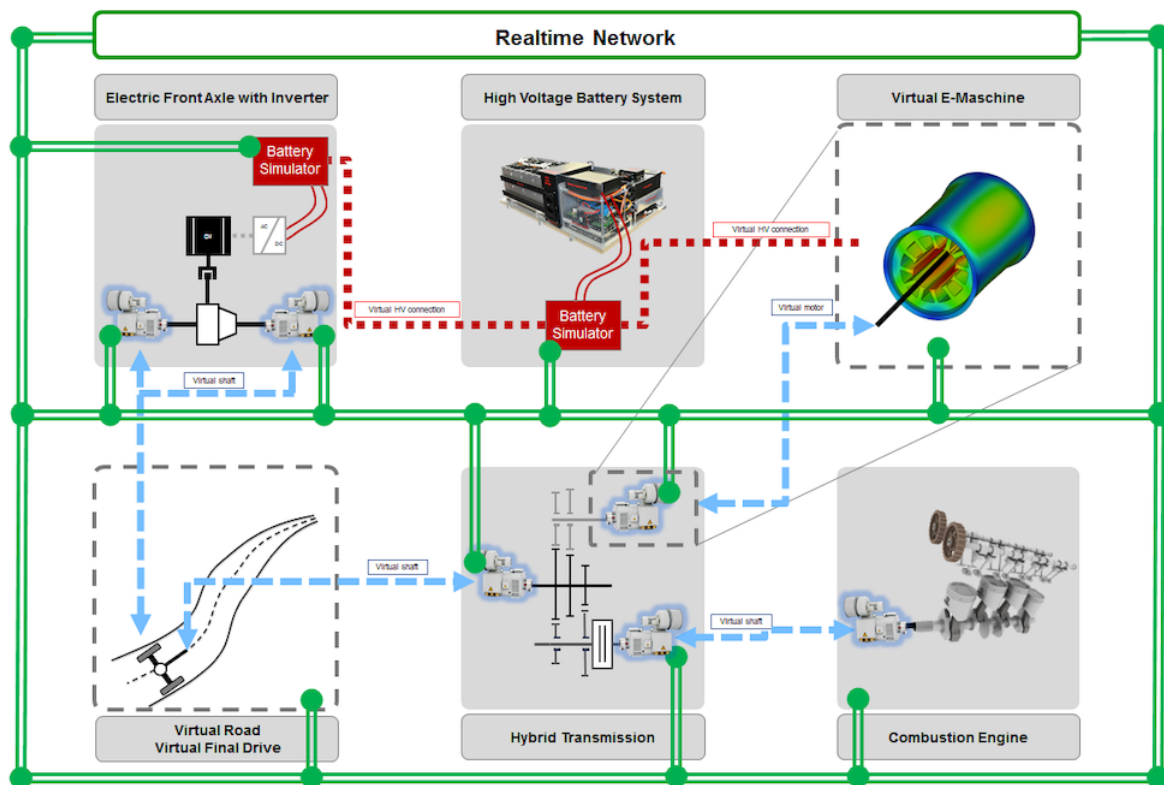 Realtime Network
Electric Front Axle with Inverter
High Voltage Battery System
Virtual E-Maschine
Battery
Simulator
AC
DC
Virtual HV connection
Virtual HV connection
Battery
Simulator
Virtual motor
Virtual shaft
Virtual shaft
Virtual shaft
Virtual Road
Virtual Final Drive
Hybrid Transmission
Combustion Engine